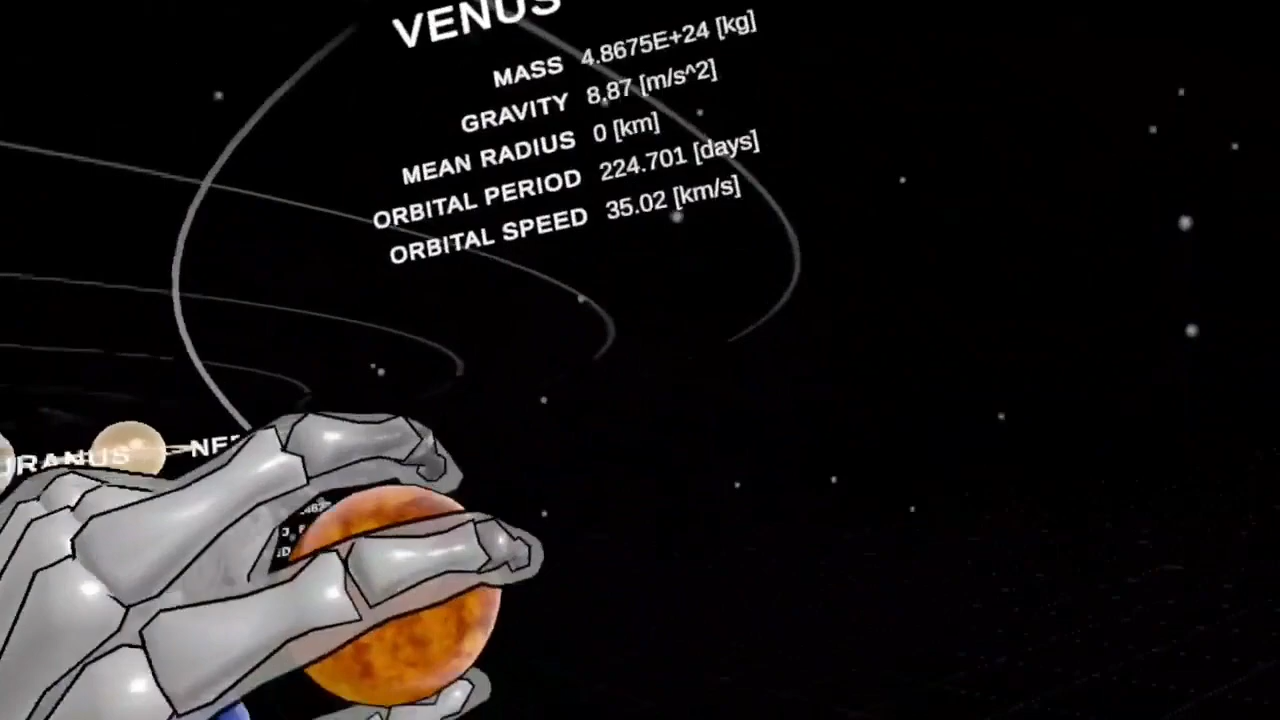 VENUS
MASS 4.8675E+24 [kg]
GRAVITY 8,87 [m/s^2]
MEAN RADIUS 0 [km]
ORBITAL PERIOD 224.701 [days]
ORBITAL SPEED 35.02 [km/s]
URANUS